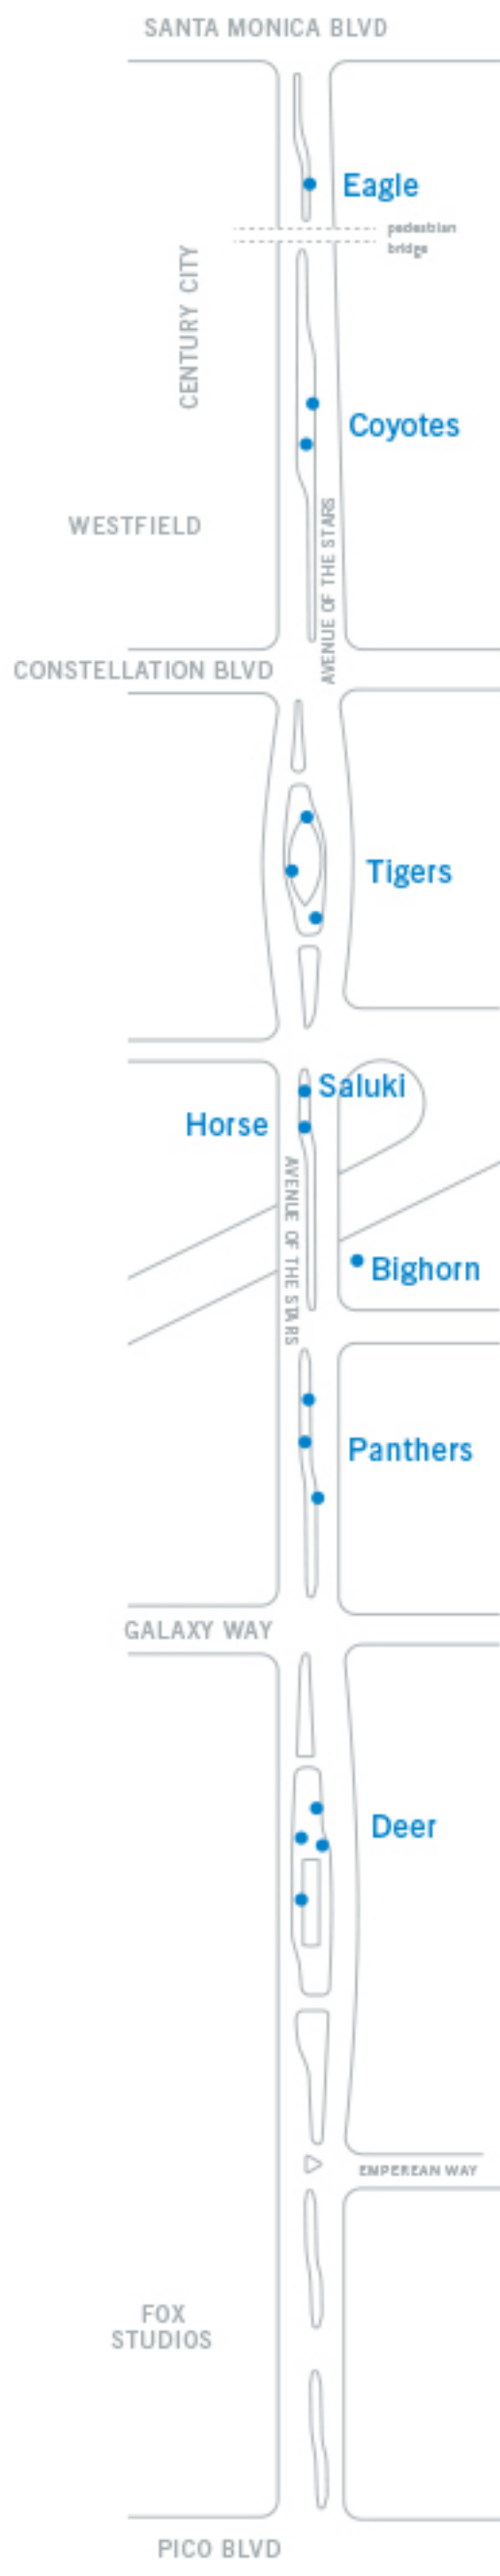 SANTA MONICA BLVD
Eagle
pedestrian
bridge
CENTURY CITY
Coyotes
WESTFIELD
AVENUE OF THE STARS
CONSTELLATION BLVD
Tigers
Saluki
Horse
AVENUE OF THE STARS
Bighorn
Panthers
GALAXY WAY
Deer
EMPEREAN WAY
FOX
STUDIOS
PICO BLVD